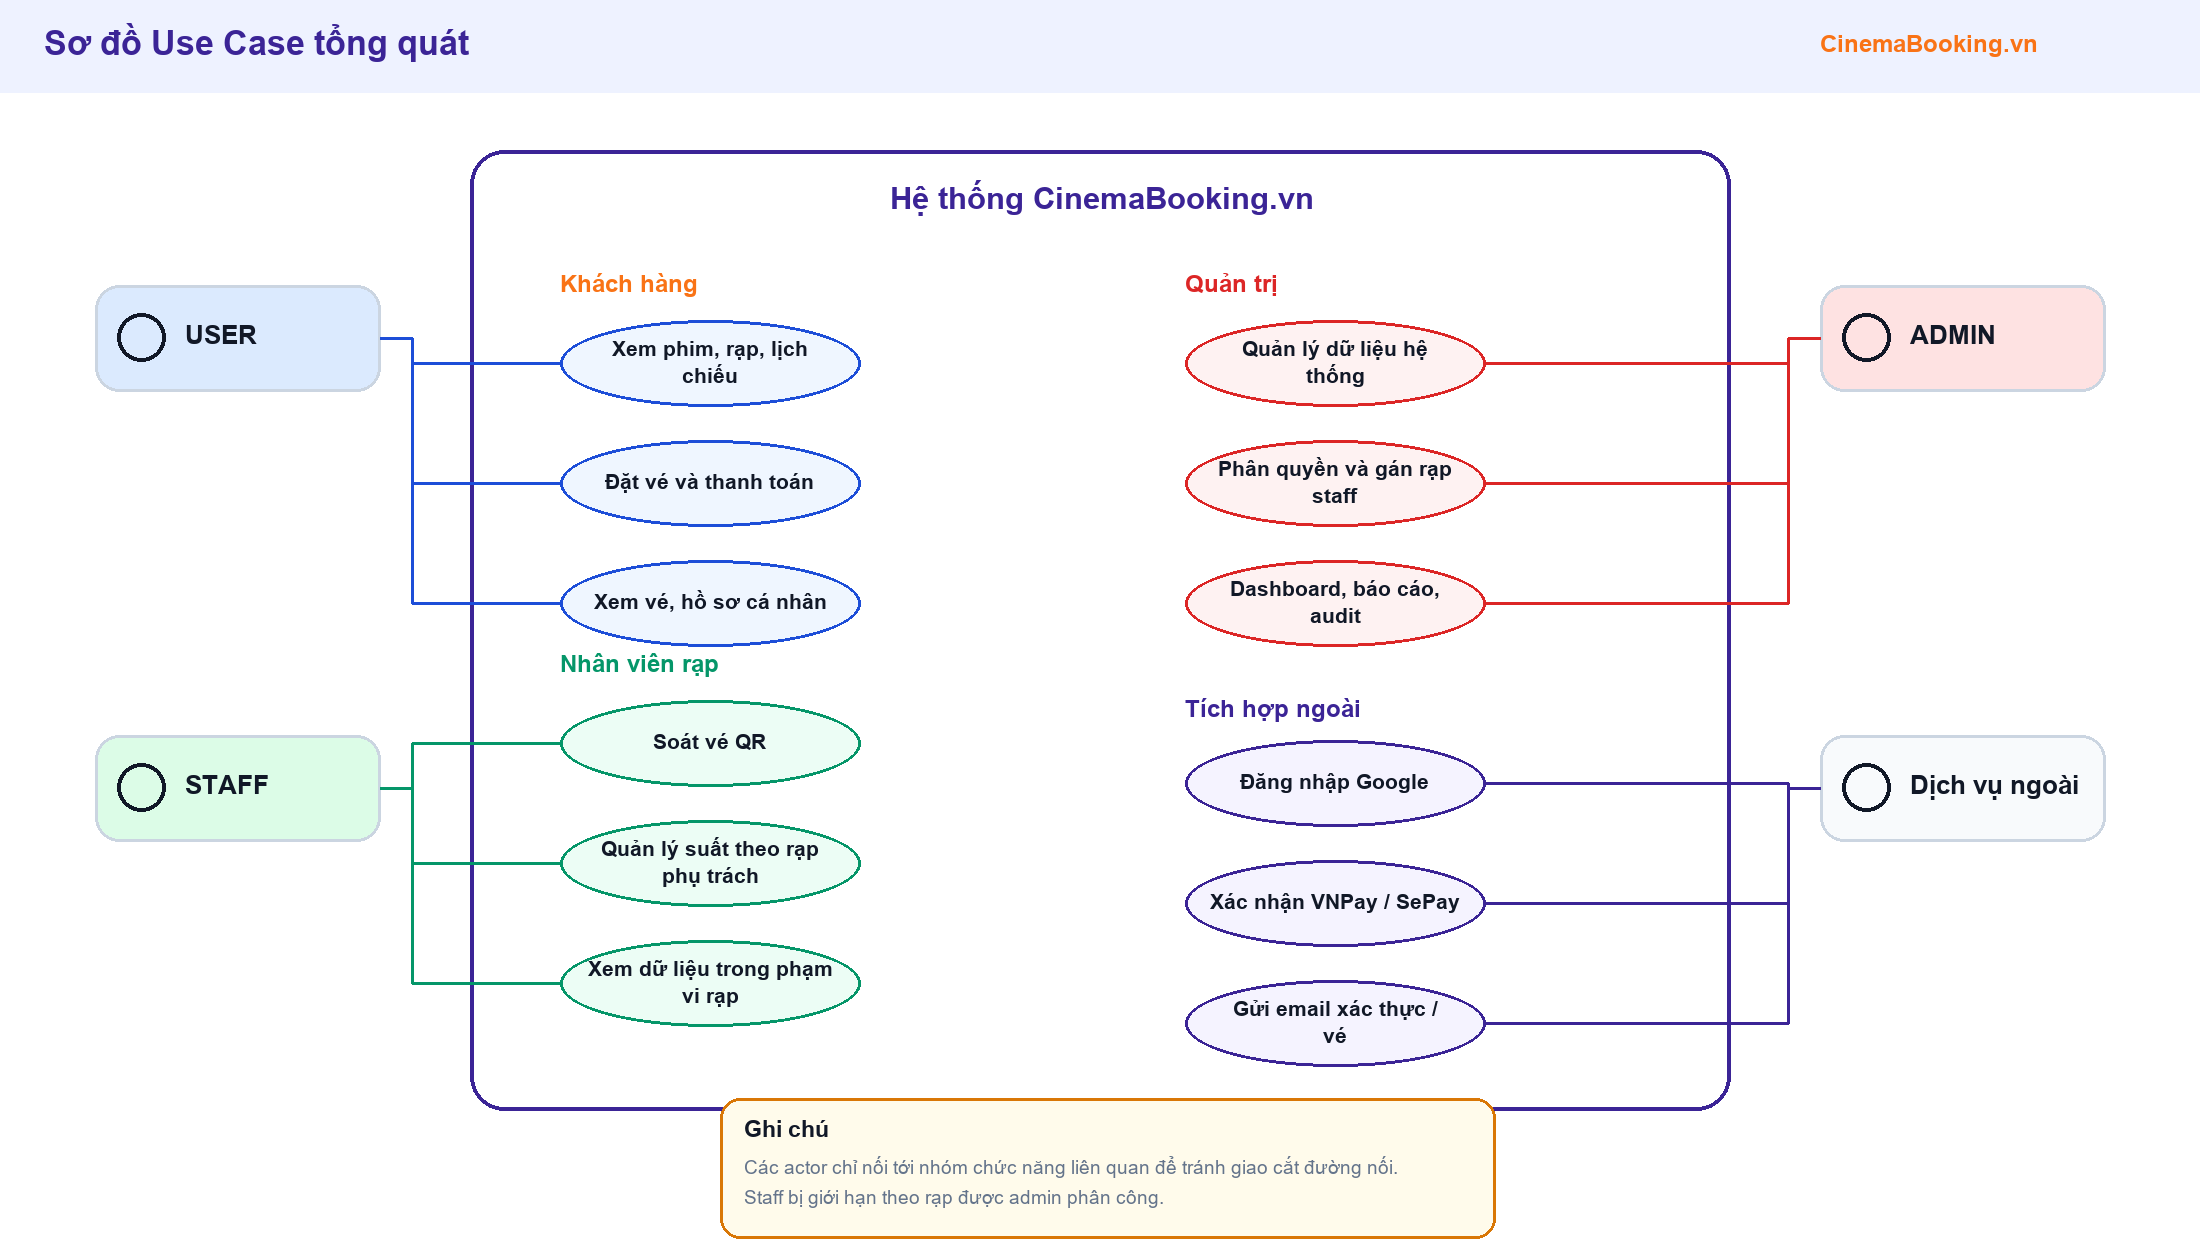 Sơ đồ Use Case tổng quát
CinemaBooking.vn
Hệ thống CinemaBooking.vn
USER
Khách hàng
Xem phim, rạp, lịch
chiếu
Đặt vé và thanh toán
Xem vé, hồ sơ cá nhân
STAFF
Nhân viên rạp
Soát vé QR
Quản lý suất theo rạp
phụ trách
Xem dữ liệu trong phạm
vi rạp
Quản trị
Quản lý dữ liệu hệ
thống
Phân quyền và gán rạp
staff
Dashboard, báo cáo,
audit
ADMIN
Tích hợp ngoài
Đăng nhập Google
Xác nhận VNPay / SePay
Gửi email xác thực /
vé
Dịch vụ ngoài
Ghi chú
Các actor chỉ nối tới nhóm chức năng liên quan để tránh giao cắt đường nối.
Staff bị giới hạn theo rạp được admin phân công.